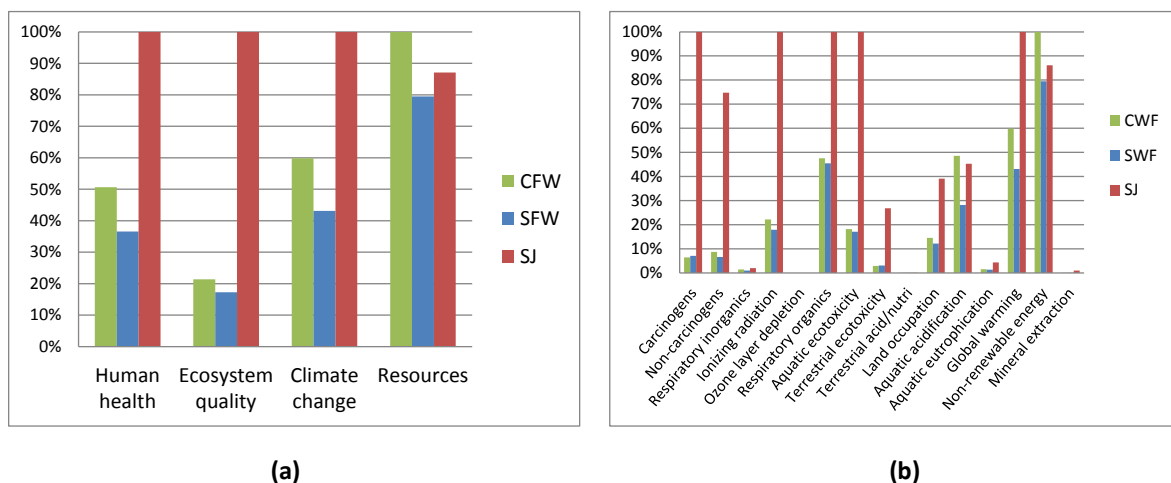 100%
90%
80%
70%
60%
50%
40%
30%
20%
10%
0%
Human health
Ecosystem quality
Climate change
Resources
CFW
SFW
SJ
(a)
100%
90%
80%
70%
60%
50%
40%
30%
20%
10%
0%
Carcinogens
Non-carcinogens
Respiratory inorganics
Ionizing radiation
Ozone layer depletion
Respiratory organics
Aquatic ecotoxicity
Terrestrial ecotoxicity
Terrestrial acid/nutri
Land occupation
Aquatic acidification
Aquatic eutrophication
Global warming
Non-renewable energy
Mineral extraction
CWF
SWF
SJ
(b)